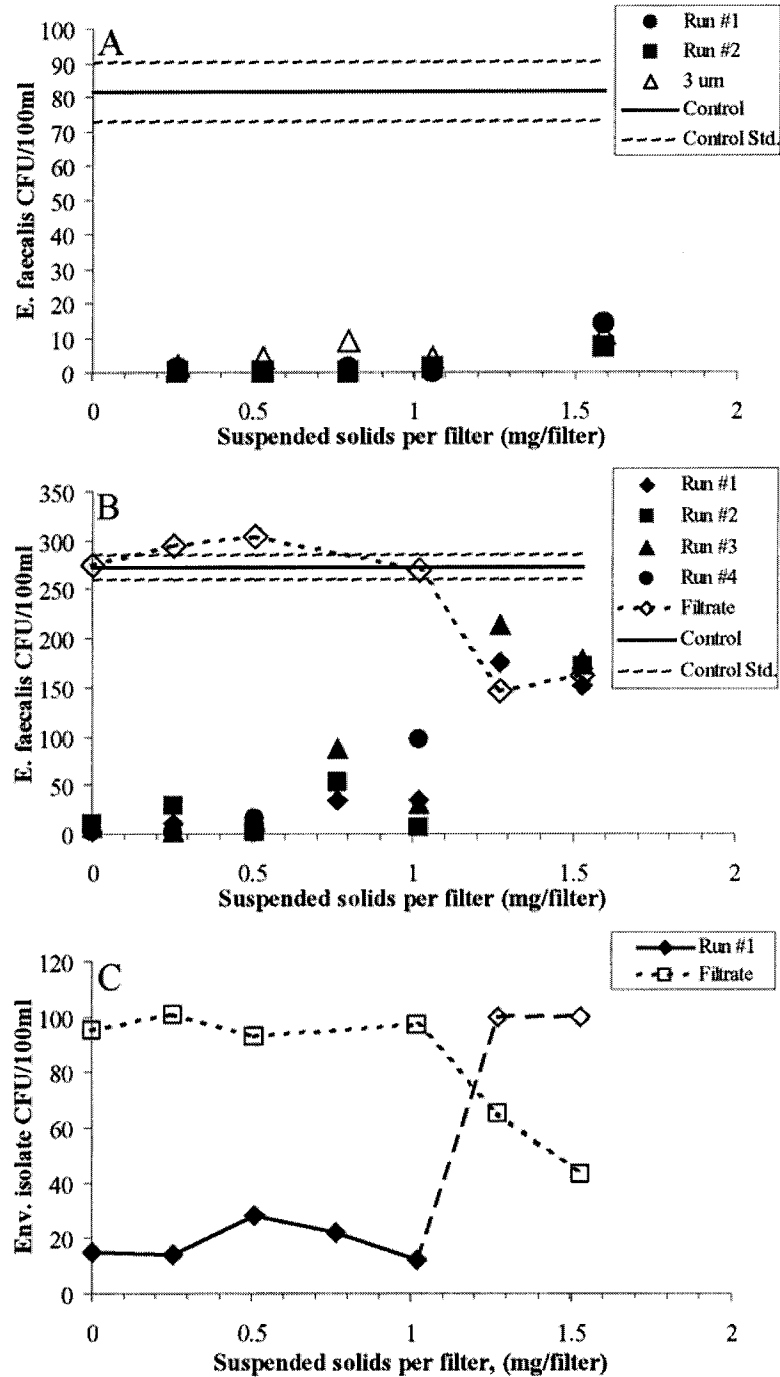 A
E. faecalis CFU/100ml
100
90
80
70
60
50
40
30
20
10
0
0 0.5 1 1.5 2
Suspended solids per filter (mg/filter)
Run #1
Run #2
3 um
Control
Control Std.
B
E. faecalis CFU/100ml
350
300
250
200
150
100
50
0
0 0.5 1 1.5 2
Suspended solids per filter (mg/filter)
Run #1
Run #2
Run #3
Run #4
Filtrate
Control
Control Std.
C
Env. isolate CFU/100ml
120
100
80
60
40
20
0
0 0.5 1 1.5 2
Suspended solids per filter, (mg/filter)
Run #1
Filtrate